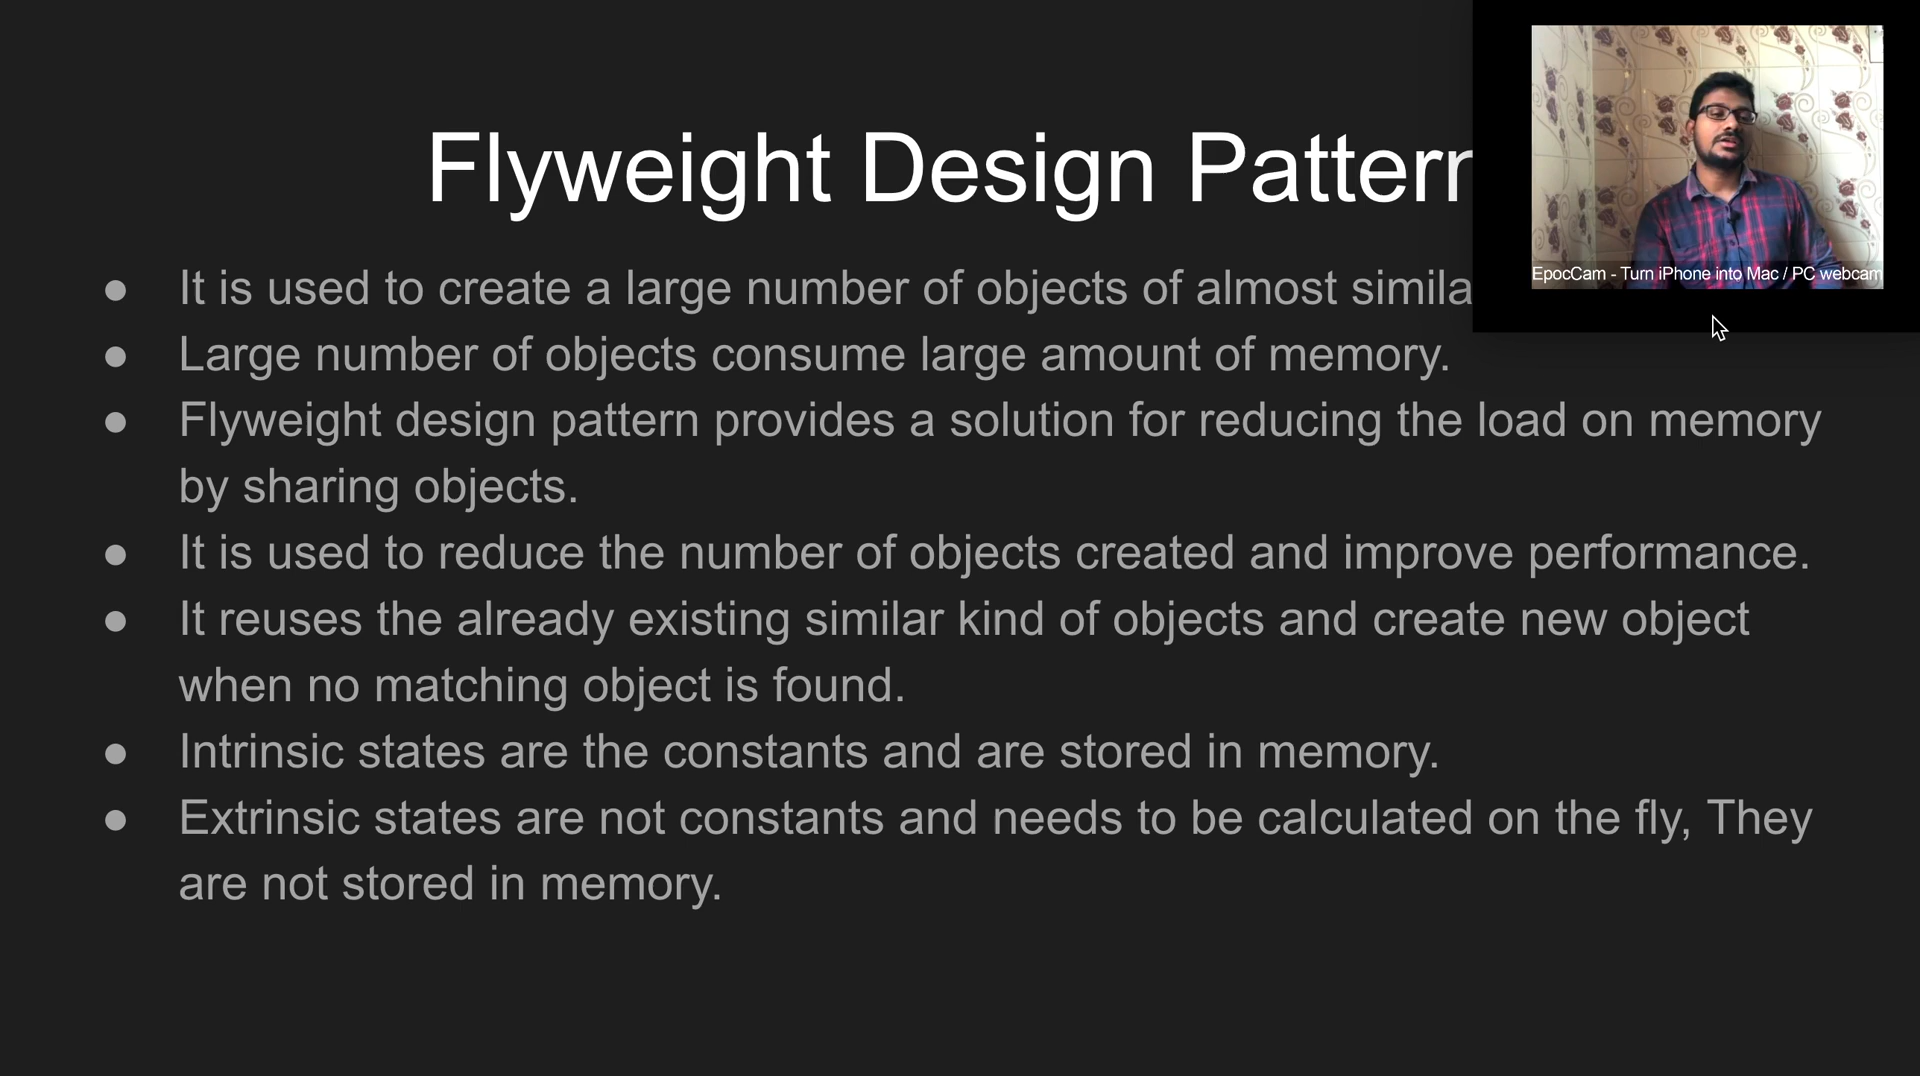 Flyweight Design Pattern
● It is used to create a large number of objects of almost simila
● Large number of objects consume large amount of memory.
● Flyweight design pattern provides a solution for reducing the load on memory
by sharing objects.
● It is used to reduce the number of objects created and improve performance.
● It reuses the already existing similar kind of objects and create new object
when no matching object is found.
● Intrinsic states are the constants and are stored in memory.
● Extrinsic states are not constants and needs to be calculated on the fly, They
are not stored in memory.
EpocCam - Turn iPhone into Mac / PC webcam